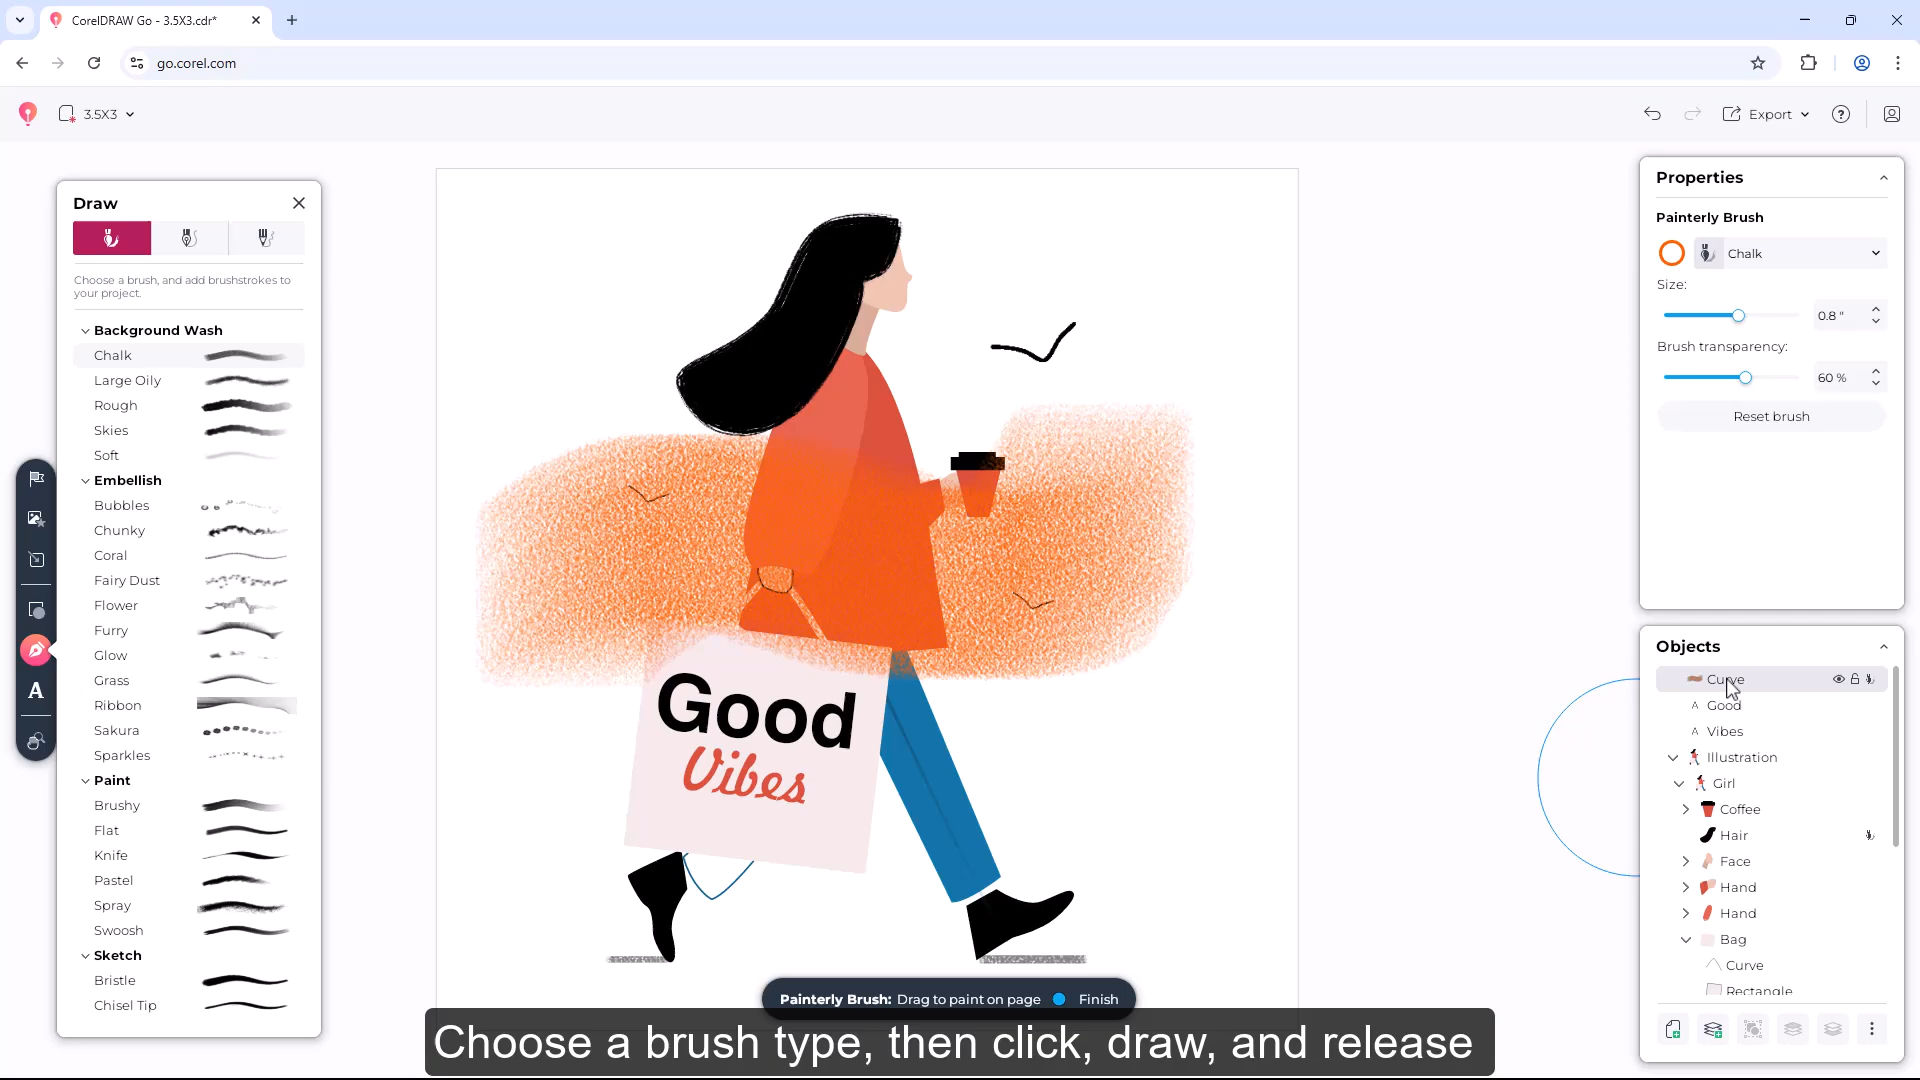 CorelDRAW Go - 3.5X3.cdr*
go.corel.com
3.5X3
Export
Draw
Choose a brush, and add brushstrokes to
your project.
Background Wash
Chalk
Large Oily
Rough
Skies
Soft
Embellish
Bubbles
Chunky
Coral
Fairy Dust
Flower
Furry
Glow
Grass
Ribbon
Sakura
Sparkles
Paint
Brushy
Flat
Knife
Pastel
Spray
Swoosh
Sketch
Bristle
Chisel Tip
A
Good
Vibes
Painterly Brush: Drag to paint on page Finish
Choose a brush type, then click, draw, and release
Properties
Painterly Brush
Chalk
Size:
0.8 "
Brush transparency:
60 %
Reset brush
Objects
Curve
A Good
A Vibes
Illustration
Girl
Coffee
Hair
Face
Hand
Hand
Bag
Curve
Rectangle